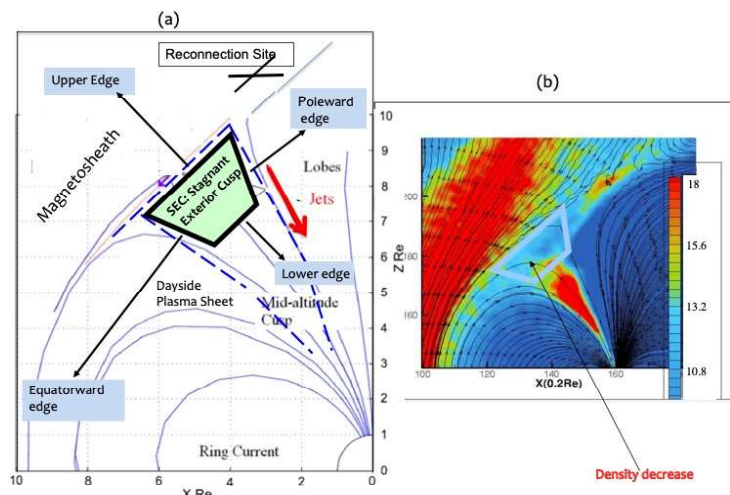 (a)
Reconnection Site
Upper Edge
Poleward
edge
Magnetosheath
SEC: Stagnant
Exterior Cusp
Lobes
Jets
Lower edge
Dayside
Plasma Sheet
Mid-altitude
Cusp
Equatorward
edge
Ring Current
10
9
8
7
6
5
4
3
2
1
0
10 8 6 4 2 0
X Re
(b)
Z Re
200
180
160
100 120 140 160
X(0.2Re)
18
15.6
13.2
10.8
Density decrease